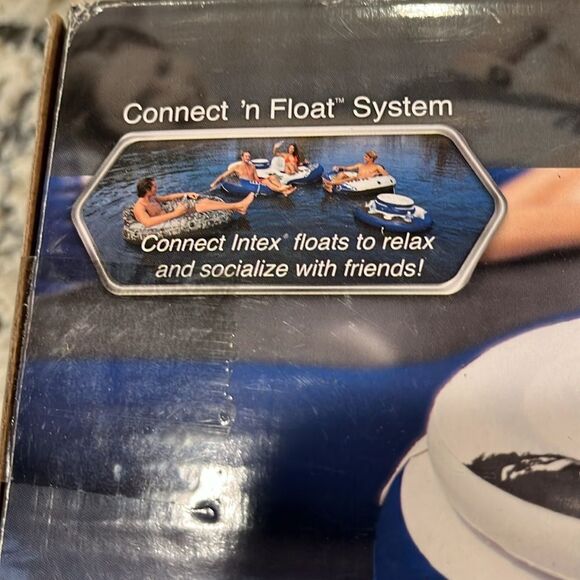 Connect 'n Float™ System
Connect Intex® floats to relax
and socialize with friends!